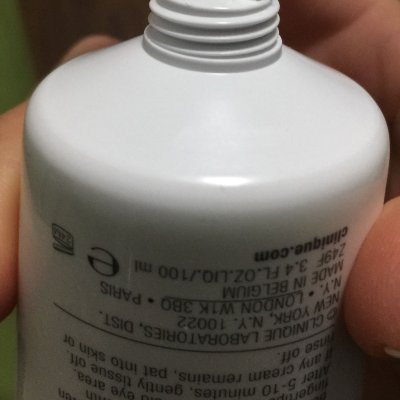 fingertips
After 5-10 minutes, gently tissue off.
If any cream remains, pat into skin or
rinse off.
© CLINIQUE LABORATORIES, DIST.
NEW YORK, N.Y. 10022
N.Y. • LONDON W1K 3BQ • PARIS
MADE IN BELGIUM
Z49F 3.4 FL.OZ.LIQ./100 ml e
clinique.com